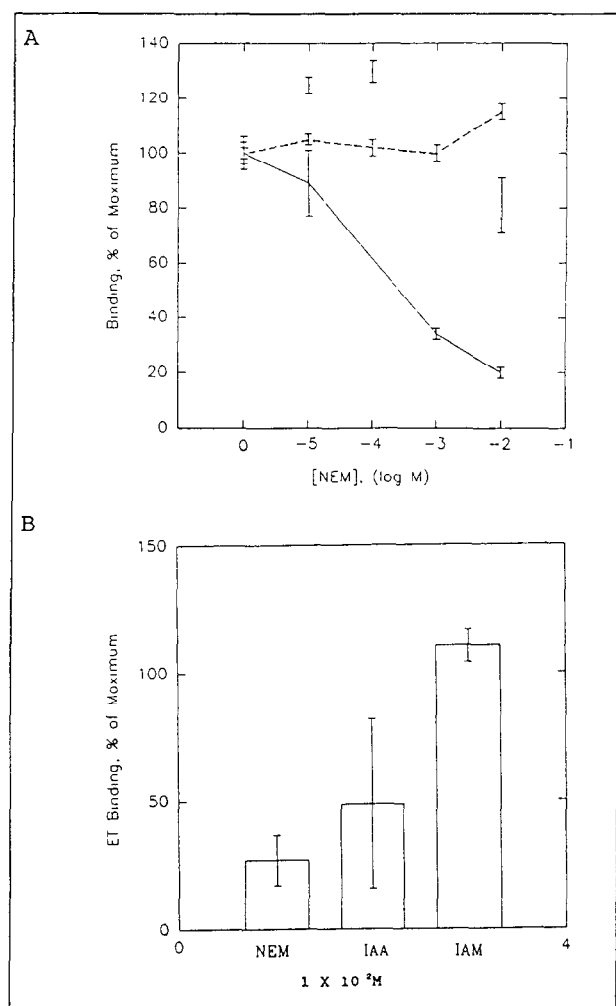 A
140
120
100
80
60
40
20
0
Binding, % of Maximum
0 -5 -4 -3 -2 -1
[NEM], (log M)
B
150
100
50
0
ET Binding, % of Maximum
0 NEM IAA IAM 4
1 X 10 2M